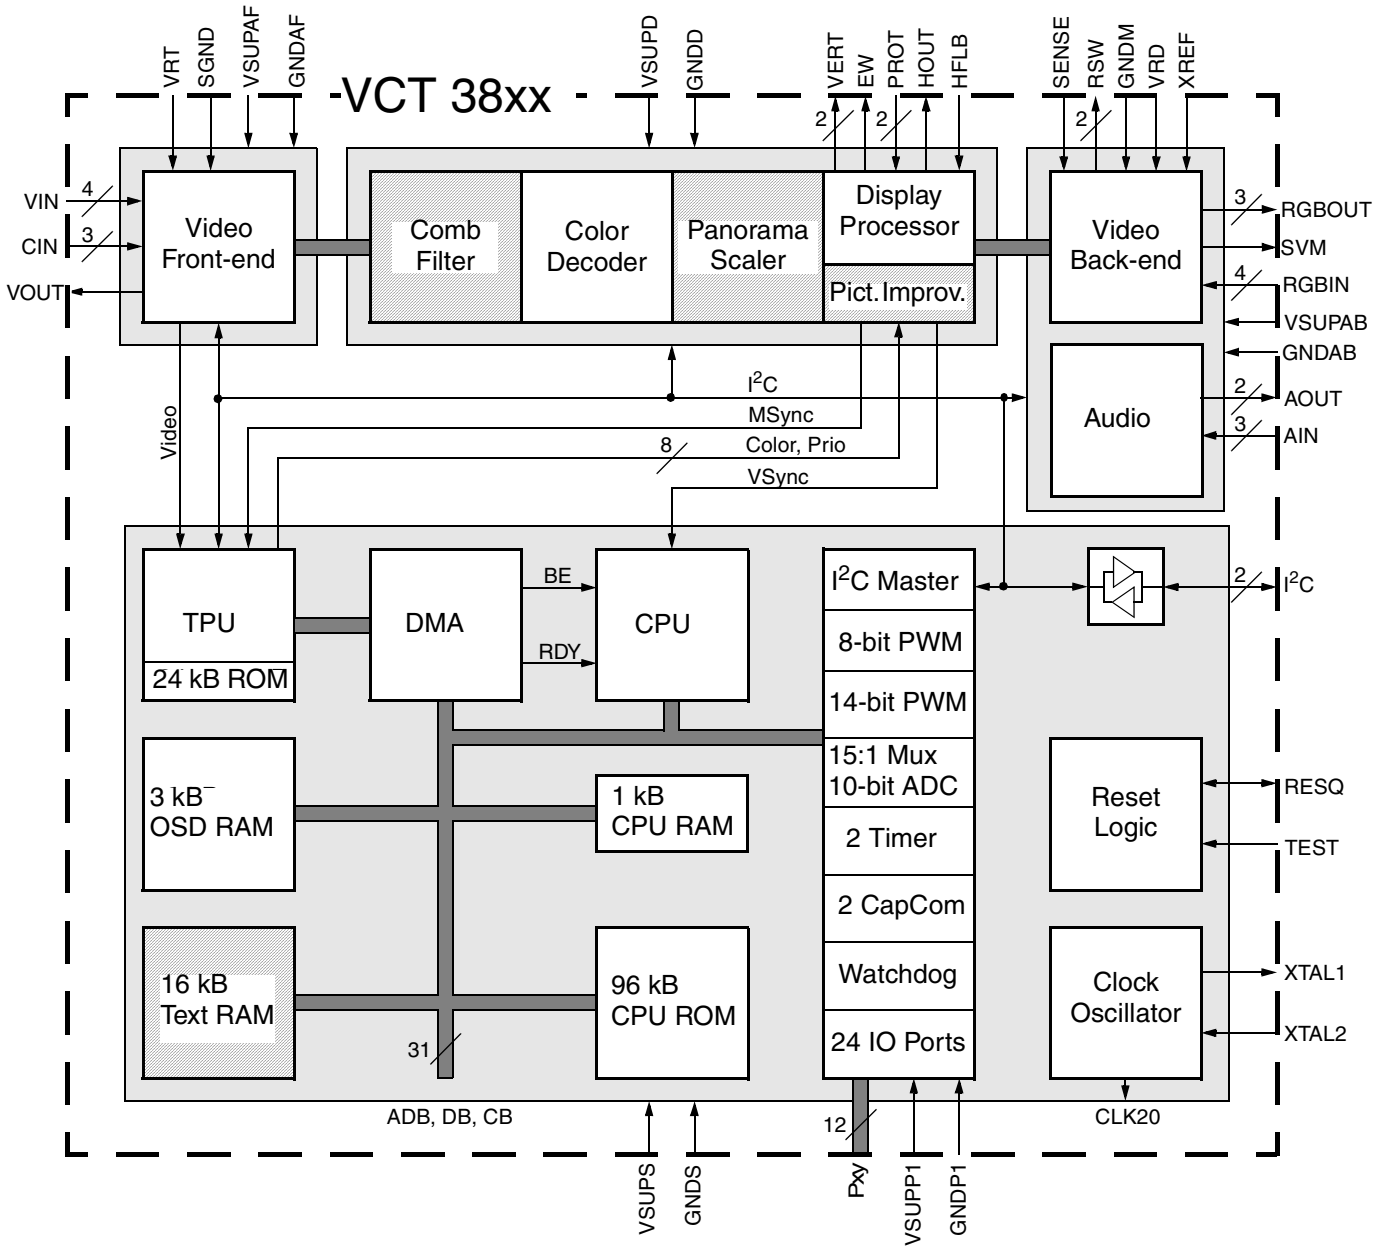 VRT
SGND
VSUPAF
GNDAF
VSUPD
GNDD
VERT
EW
PROT
HOUT
HFLB
SENSE
RSW
GNDM
VRD
XREF
VCT 38xx
2
2
2
VIN
4
CIN
3
VOUT
Video
Front-end
Comb
Filter
Color
Decoder
Panorama
Scaler
Display
Processor
Pict.Improv.
Video
Back-end
3
RGBOUT
SVM
4
RGBIN
VSUPAB
GNDAB
Audio
2
AOUT
3
AIN
Video
I²C
MSync
8
Color, Prio
VSync
TPU
24 kB ROM
DMA
BE
RDY
CPU
I²C Master
8-bit PWM
14-bit PWM
15:1 Mux
10-bit ADC
2 Timer
2 CapCom
Watchdog
24 IO Ports
2
I²C
3 kB
OSD RAM
1 kB
CPU RAM
Reset
Logic
RESQ
TEST
16 kB
Text RAM
96 kB
CPU ROM
Clock
Oscillator
XTAL1
XTAL2
31
ADB, DB, CB
12
CLK20
VSUPS
GNDS
Pxy
VSUPP1
GNDP1